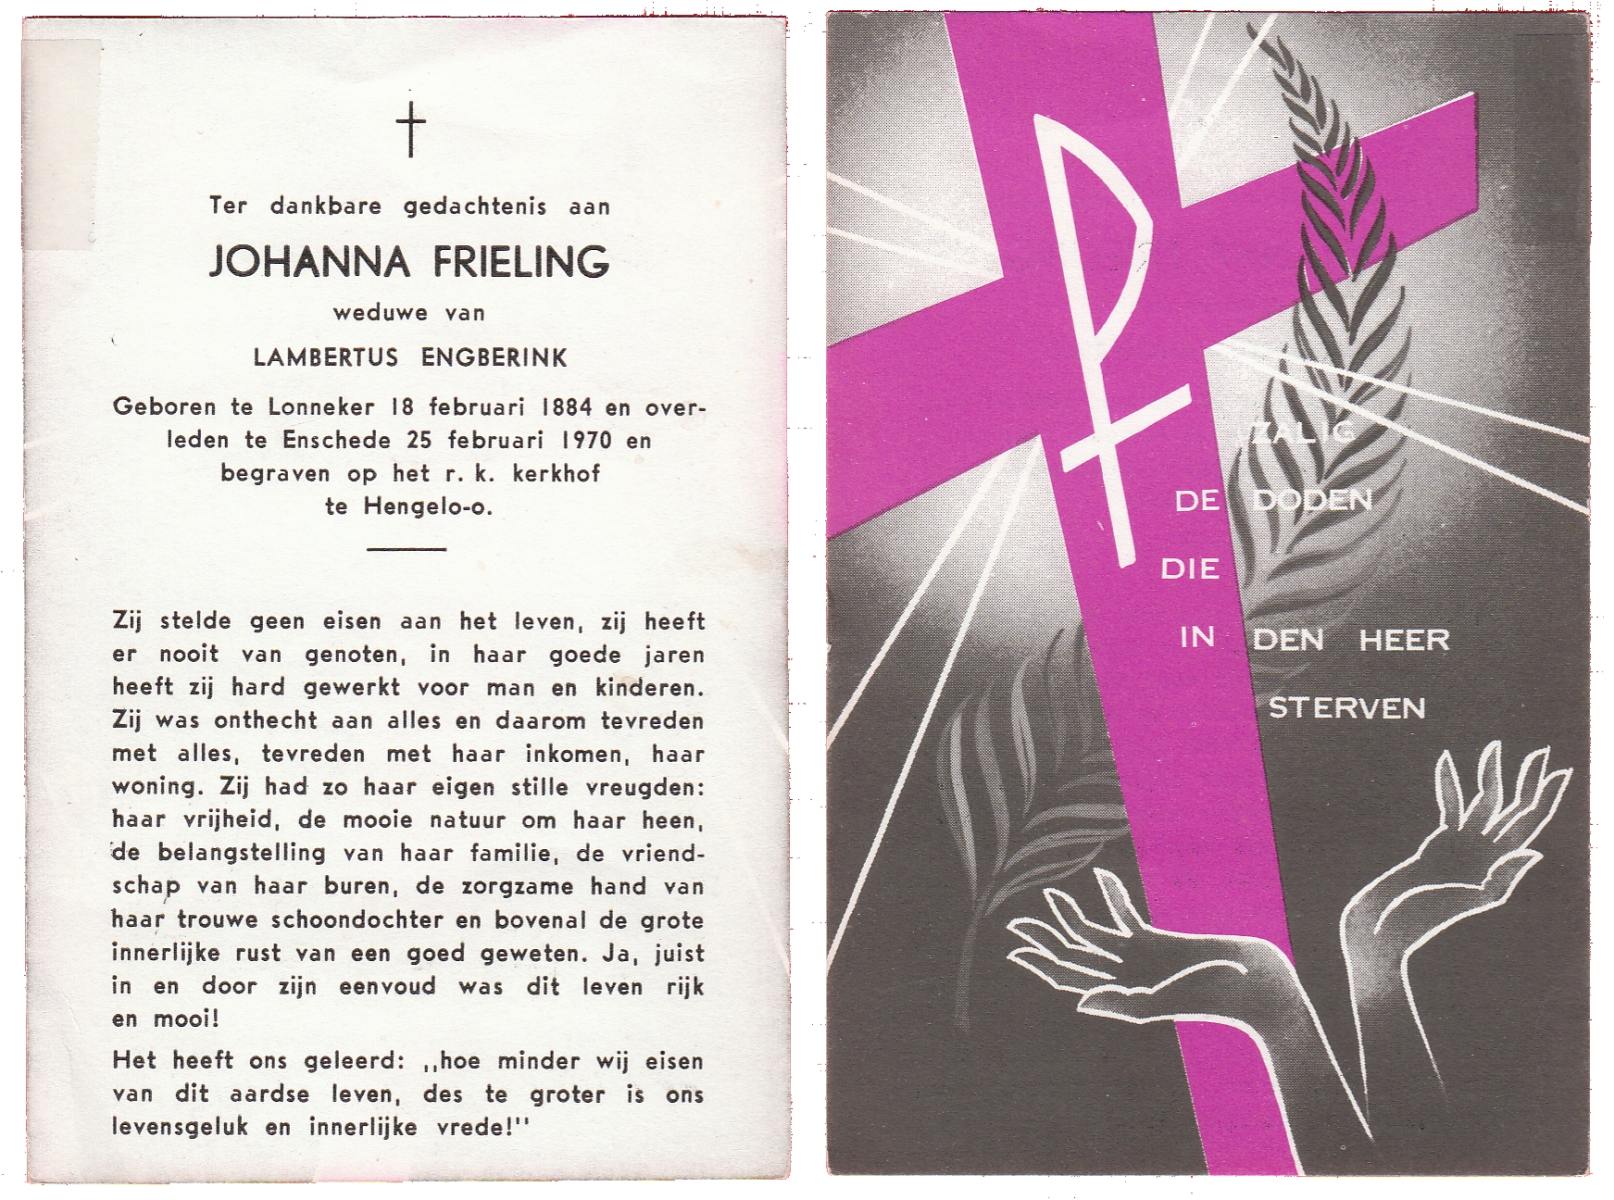 Ter dankbare gedachtenis aan
JOHANNA FRIELING
weduwe van
LAMBERTUS ENGBERINK
Geboren te Lonneker 18 februari 1884 en over-
leden te Enschede 25 februari 1970 en
begraven op het r. k. kerkhof
te Hengelo-o.
Zij stelde geen eisen aan het leven, zij heeft
er nooit van genoten, in haar goede jaren
heeft zij hard gewerkt voor man en kinderen.
Zij was onthecht aan alles en daarom tevreden
met alles, tevreden met haar inkomen, haar
woning. Zij had zo haar eigen stille vreugden:
haar vrijheid, de mooie natuur om haar heen,
de belangstelling van haar familie, de vriend-
schap van haar buren, de zorgzame hand van
haar trouwe schoondochter en bovenal de grote
innerlijke rust van een goed geweten. Ja, juist
in en door zijn eenvoud was dit leven rijk
en mooi!
Het heeft ons geleerd: ,,hoe minder wij eisen
van dit aardse leven, des te groter is ons
levensgeluk en innerlijke vrede!''
ZALIG
DE DODEN
DIE
IN DEN HEER
STERVEN